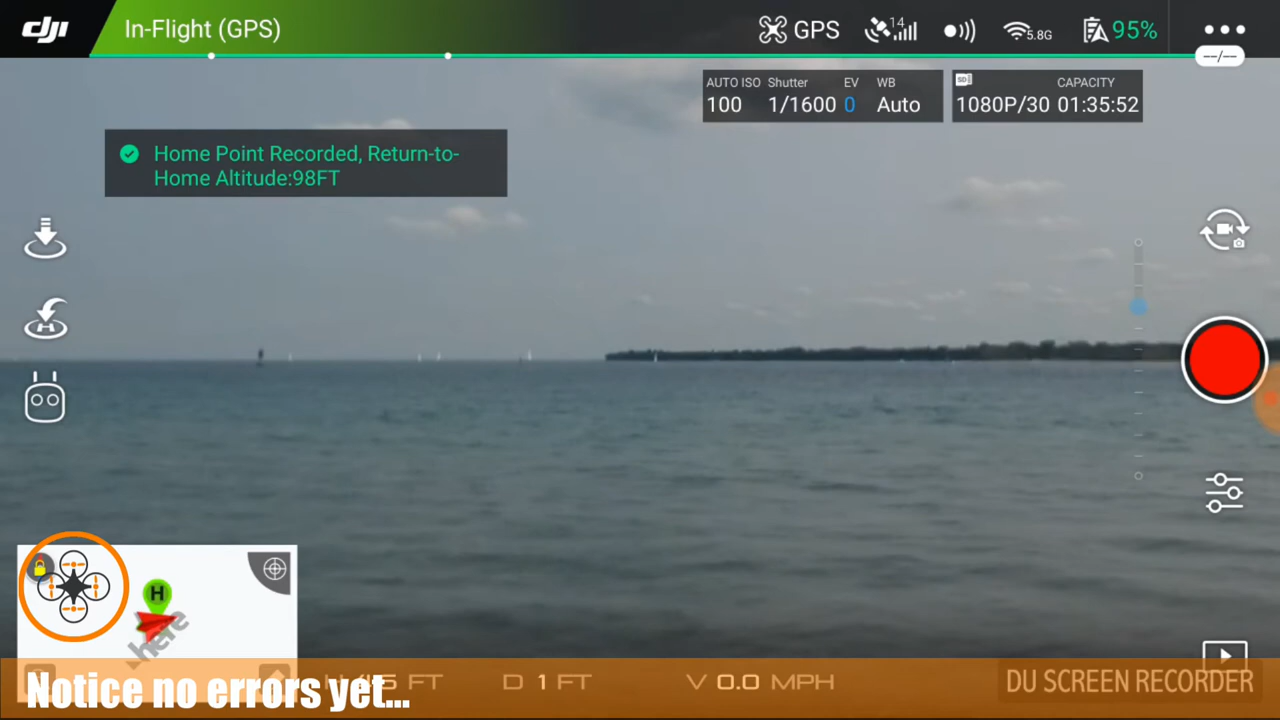 dji In-Flight (GPS) GPS 14 5.8G 95%
--/--
AUTO ISO Shutter EV WB CAPACITY
100 1/1600 0 Auto 1080P/30 01:35:52
Home Point Recorded, Return-to-
Home Altitude:98FT
H
here
Notice no errors yet...
FT D 1 FT V 0.0 MPH
DU SCREEN RECORDER